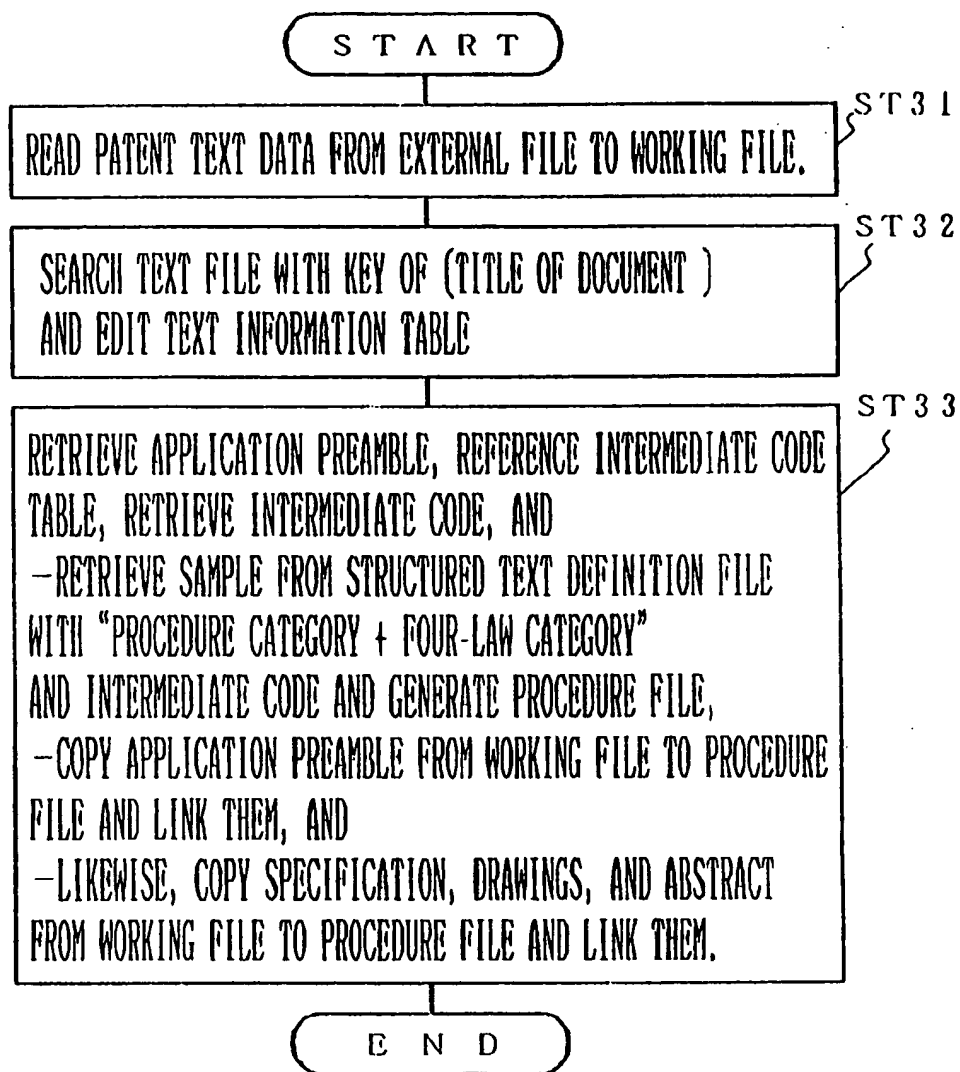 START
ST31
READ PATENT TEXT DATA FROM EXTERNAL FILE TO WORKING FILE.
ST32
SEARCH TEXT FILE WITH KEY OF (TITLE OF DOCUMENT )
AND EDIT TEXT INFORMATION TABLE
ST33
RETRIEVE APPLICATION PREAMBLE, REFERENCE INTERMEDIATE CODE
TABLE, RETRIEVE INTERMEDIATE CODE, AND
—RETRIEVE SAMPLE FROM STRUCTURED TEXT DEFINITION FILE
WITH “PROCEDURE CATEGORY + FOUR-LAW CATEGORY”
AND INTERMEDIATE CODE AND GENERATE PROCEDURE FILE,
—COPY APPLICATION PREAMBLE FROM WORKING FILE TO PROCEDURE
FILE AND LINK THEM, AND
—LIKEWISE, COPY SPECIFICATION, DRAWINGS, AND ABSTRACT
FROM WORKING FILE TO PROCEDURE FILE AND LINK THEM.
END